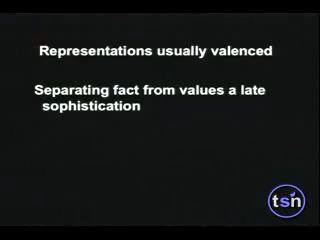 Representations usually valenced
Separating fact from values a late
sophistication
tsn